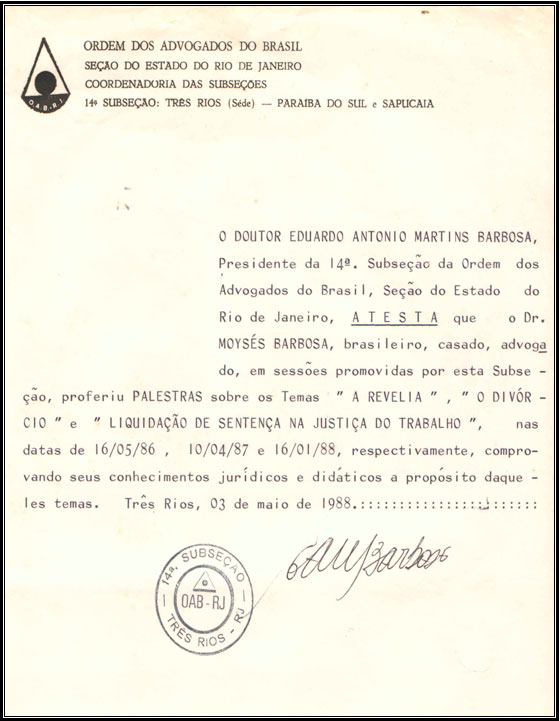 ORDEM DOS ADVOGADOS DO BRASIL
SEÇÃO DO ESTADO DO RIO DE JANEIRO
COORDENADORIA DAS SUBSEÇÕES
14ª SUBSEÇÃO: TRÊS RIOS (Séde) — PARAIBA DO SUL e SAPUCAIA
O.A.B-RJ
O DOUTOR EDUARDO ANTONIO MARTINS BARBOSA,
Presidente da 14ª. Subseção da Ordem dos
Advogados do Brasil, Seção do Estado do
Rio de Janeiro, A T E S T A que o Dr.
MOYSÉS BARBOSA, brasileiro, casado, advoga
do, em sessões promovidas por esta Subse -
ção, proferiu PALESTRAS sobre os Temas " A REVELIA " , " O DIVÓR -
CIO " e " LIQUIDAÇÃO DE SENTENÇA NA JUSTIÇA DO TRABALHO ", nas
datas de 16/05/86 , 10/04/87 e 16/01/88, respectivamente, compro-
vando seus conhecimentos jurídicos e didáticos a propósito daque -
les temas. Três Rios, 03 de maio de 1988.:::::::::::::::::::::
14ª. SUBSEÇÃO
OAB-RJ
TRÊS RIOS - RJ
Barbosa